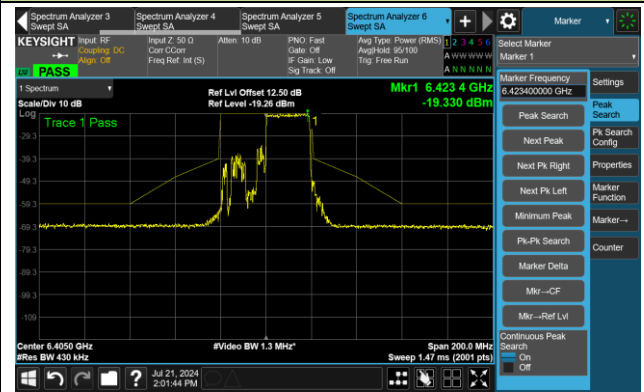 Spectrum Analyzer 3
Swept SA
Spectrum Analyzer 4
Swept SA
Spectrum Analyzer 5
Swept SA
Spectrum Analyzer 6
Swept SA
Marker
KEYSIGHT
Input: RF
Coupling: DC
Align: Off
Input Z: 50 Ω
Corr CCorr
Freq Ref: Int (S)
Atten: 10 dB
PNO: Fast
Gate: Off
IF Gain: Low
Sig Track: Off
Avg Type: Power (RMS)
Avg|Hold: 95/100
Trig: Free Run
1 2 3 4 5 6
A W W W W W
A N N N N N
PASS
Select Marker
Marker 1
1 Spectrum
Scale/Div 10 dB
Ref Lvl Offset 12.50 dB
Ref Level -19.26 dBm
Mkr1 6.423 4 GHz
-19.330 dBm
Log
Trace 1 Pass
1
-29.3
-39.3
-49.3
-59.3
-69.3
-79.3
-89.3
-99.3
-109
Center 6.4050 GHz
#Res BW 430 kHz
#Video BW 1.3 MHz*
Span 200.0 MHz
Sweep 1.47 ms (2001 pts)
Marker Frequency
6.423400000 GHz
Peak Search
Next Peak
Next Pk Right
Next Pk Left
Minimum Peak
Pk-Pk Search
Marker Delta
Mkr→CF
Mkr→Ref Lvl
Continuous Peak
Search
On
Off
Settings
Peak
Search
Pk Search
Config
Properties
Marker
Function
Marker→
Counter
Jul 21, 2024
2:01:44 PM